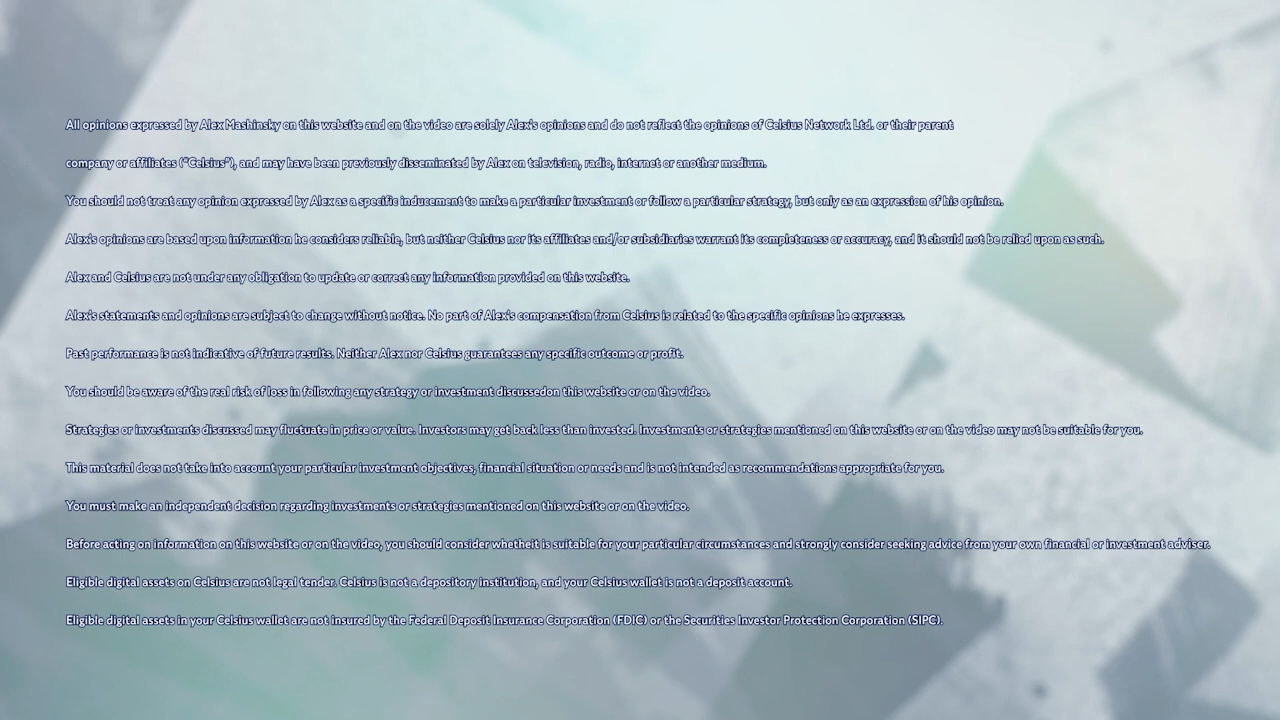 All opinions expressed by Alex Mashinsky on this website and on the video are solely Alex's opinions and do not reflect the opinions of Celsius Network Ltd. or their parent
company or affiliates ("Celsius"), and may have been previously disseminated by Alex on television, radio, internet or another medium.
You should not treat any opinion expressed by Alex as a specific inducement to make a particular investment or follow a particular strategy, but only as an expression of his opinion.
Alex's opinions are based upon information he considers reliable, but neither Celsius nor its affiliates and/or subsidiaries warrant its completeness or accuracy, and it should not be relied upon as such.
Alex and Celsius are not under any obligation to update or correct any information provided on this website.
Alex's statements and opinions are subject to change without notice. No part of Alex's compensation from Celsius is related to the specific opinions he expresses.
Past performance is not indicative of future results. Neither Alex nor Celsius guarantees any specific outcome or profit.
You should be aware of the real risk of loss in following any strategy or investment discussedon this website or on the video.
Strategies or investments discussed may fluctuate in price or value. Investors may get back less than invested. Investments or strategies mentioned on this website or on the video may not be suitable for you.
This material does not take into account your particular investment objectives, financial situation or needs and is not intended as recommendations appropriate for you.
You must make an independent decision regarding investments or strategies mentioned on this website or on the video.
Before acting on information on this website or on the video, you should consider whetheit is suitable for your particular circumstances and strongly consider seeking advice from your own financial or investment adviser.
Eligible digital assets on Celsius are not legal tender. Celsius is not a depository institution, and your Celsius wallet is not a deposit account.
Eligible digital assets in your Celsius wallet are not insured by the Federal Deposit Insurance Corporation (FDIC) or the Securities Investor Protection Corporation (SIPC).